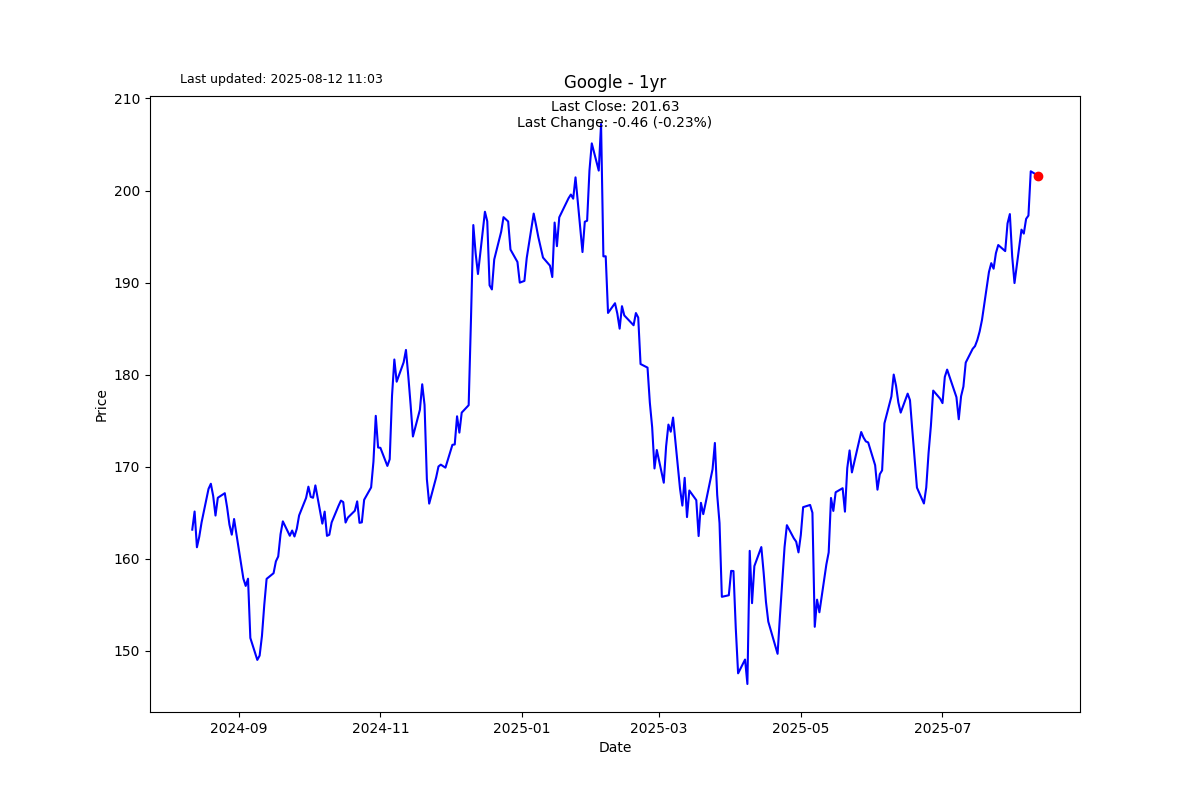 Last updated: 2025-08-12 11:03
Google - 1yr
Last Close: 201.63
Last Change: -0.46 (-0.23%)
210
200
190
180
170
160
150
Price
2024-09
2024-11
2025-01
2025-03
2025-05
2025-07
Date